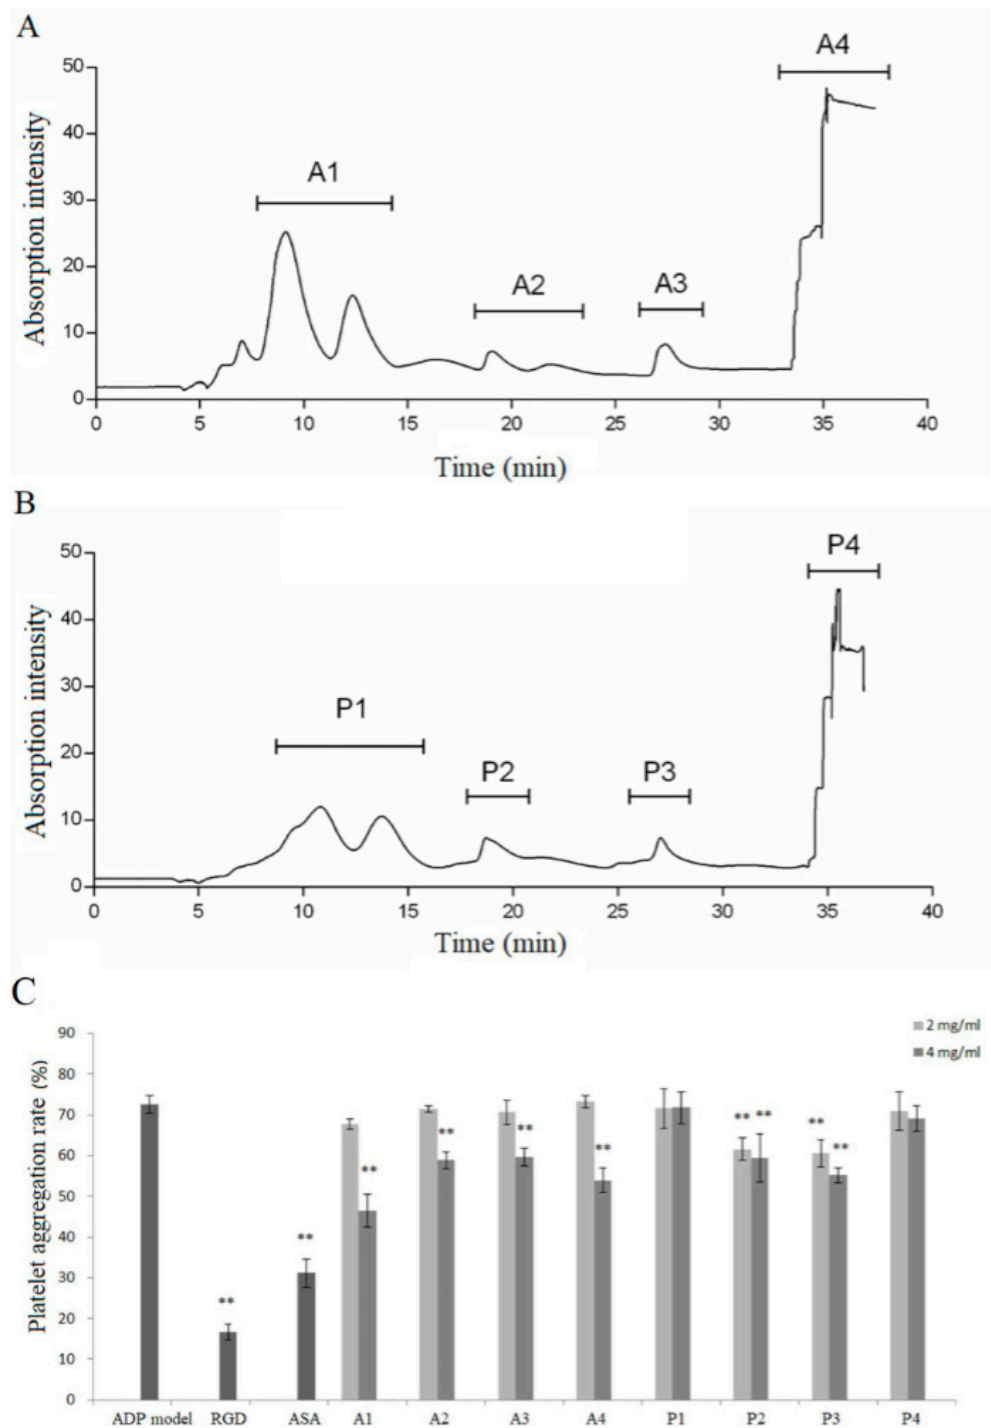 A
A4
50
40
A1
30
20
A2
A3
10
0
0 5 10 15 20 25 30 35 40
Absorption intensity
Time (min)
B
P4
50
40
30
P1
20
P2
P3
10
0
0 5 10 15 20 25 30 35 40
Absorption intensity
Time (min)
C
2 mg/ml
4 mg/ml
90
80
70
60
50
40
30
20
10
0
Platelet aggregation rate (%)
** ** ** ** ** ** ** ** ** **
ADP model RGD ASA A1 A2 A3 A4 P1 P2 P3 P4